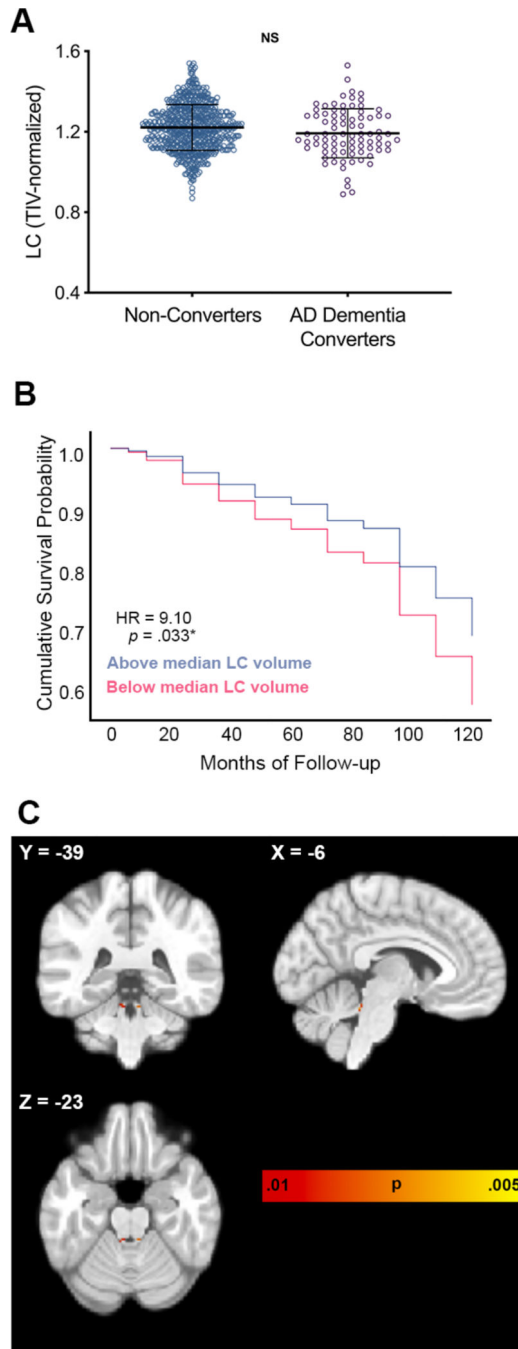 A
NS
LC (TIV-normalized)
1.6
1.2
0.8
0.4
Non-Converters
AD Dementia
Converters
B
Cumulative Survival Probability
1.0
0.9
0.8
0.7
0.6
HR = 9.10
p = .033*
Above median LC volume
Below median LC volume
0 20 40 60 80 100 120
Months of Follow-up
C
Y = -39
X = -6
Z = -23
.01 p .005